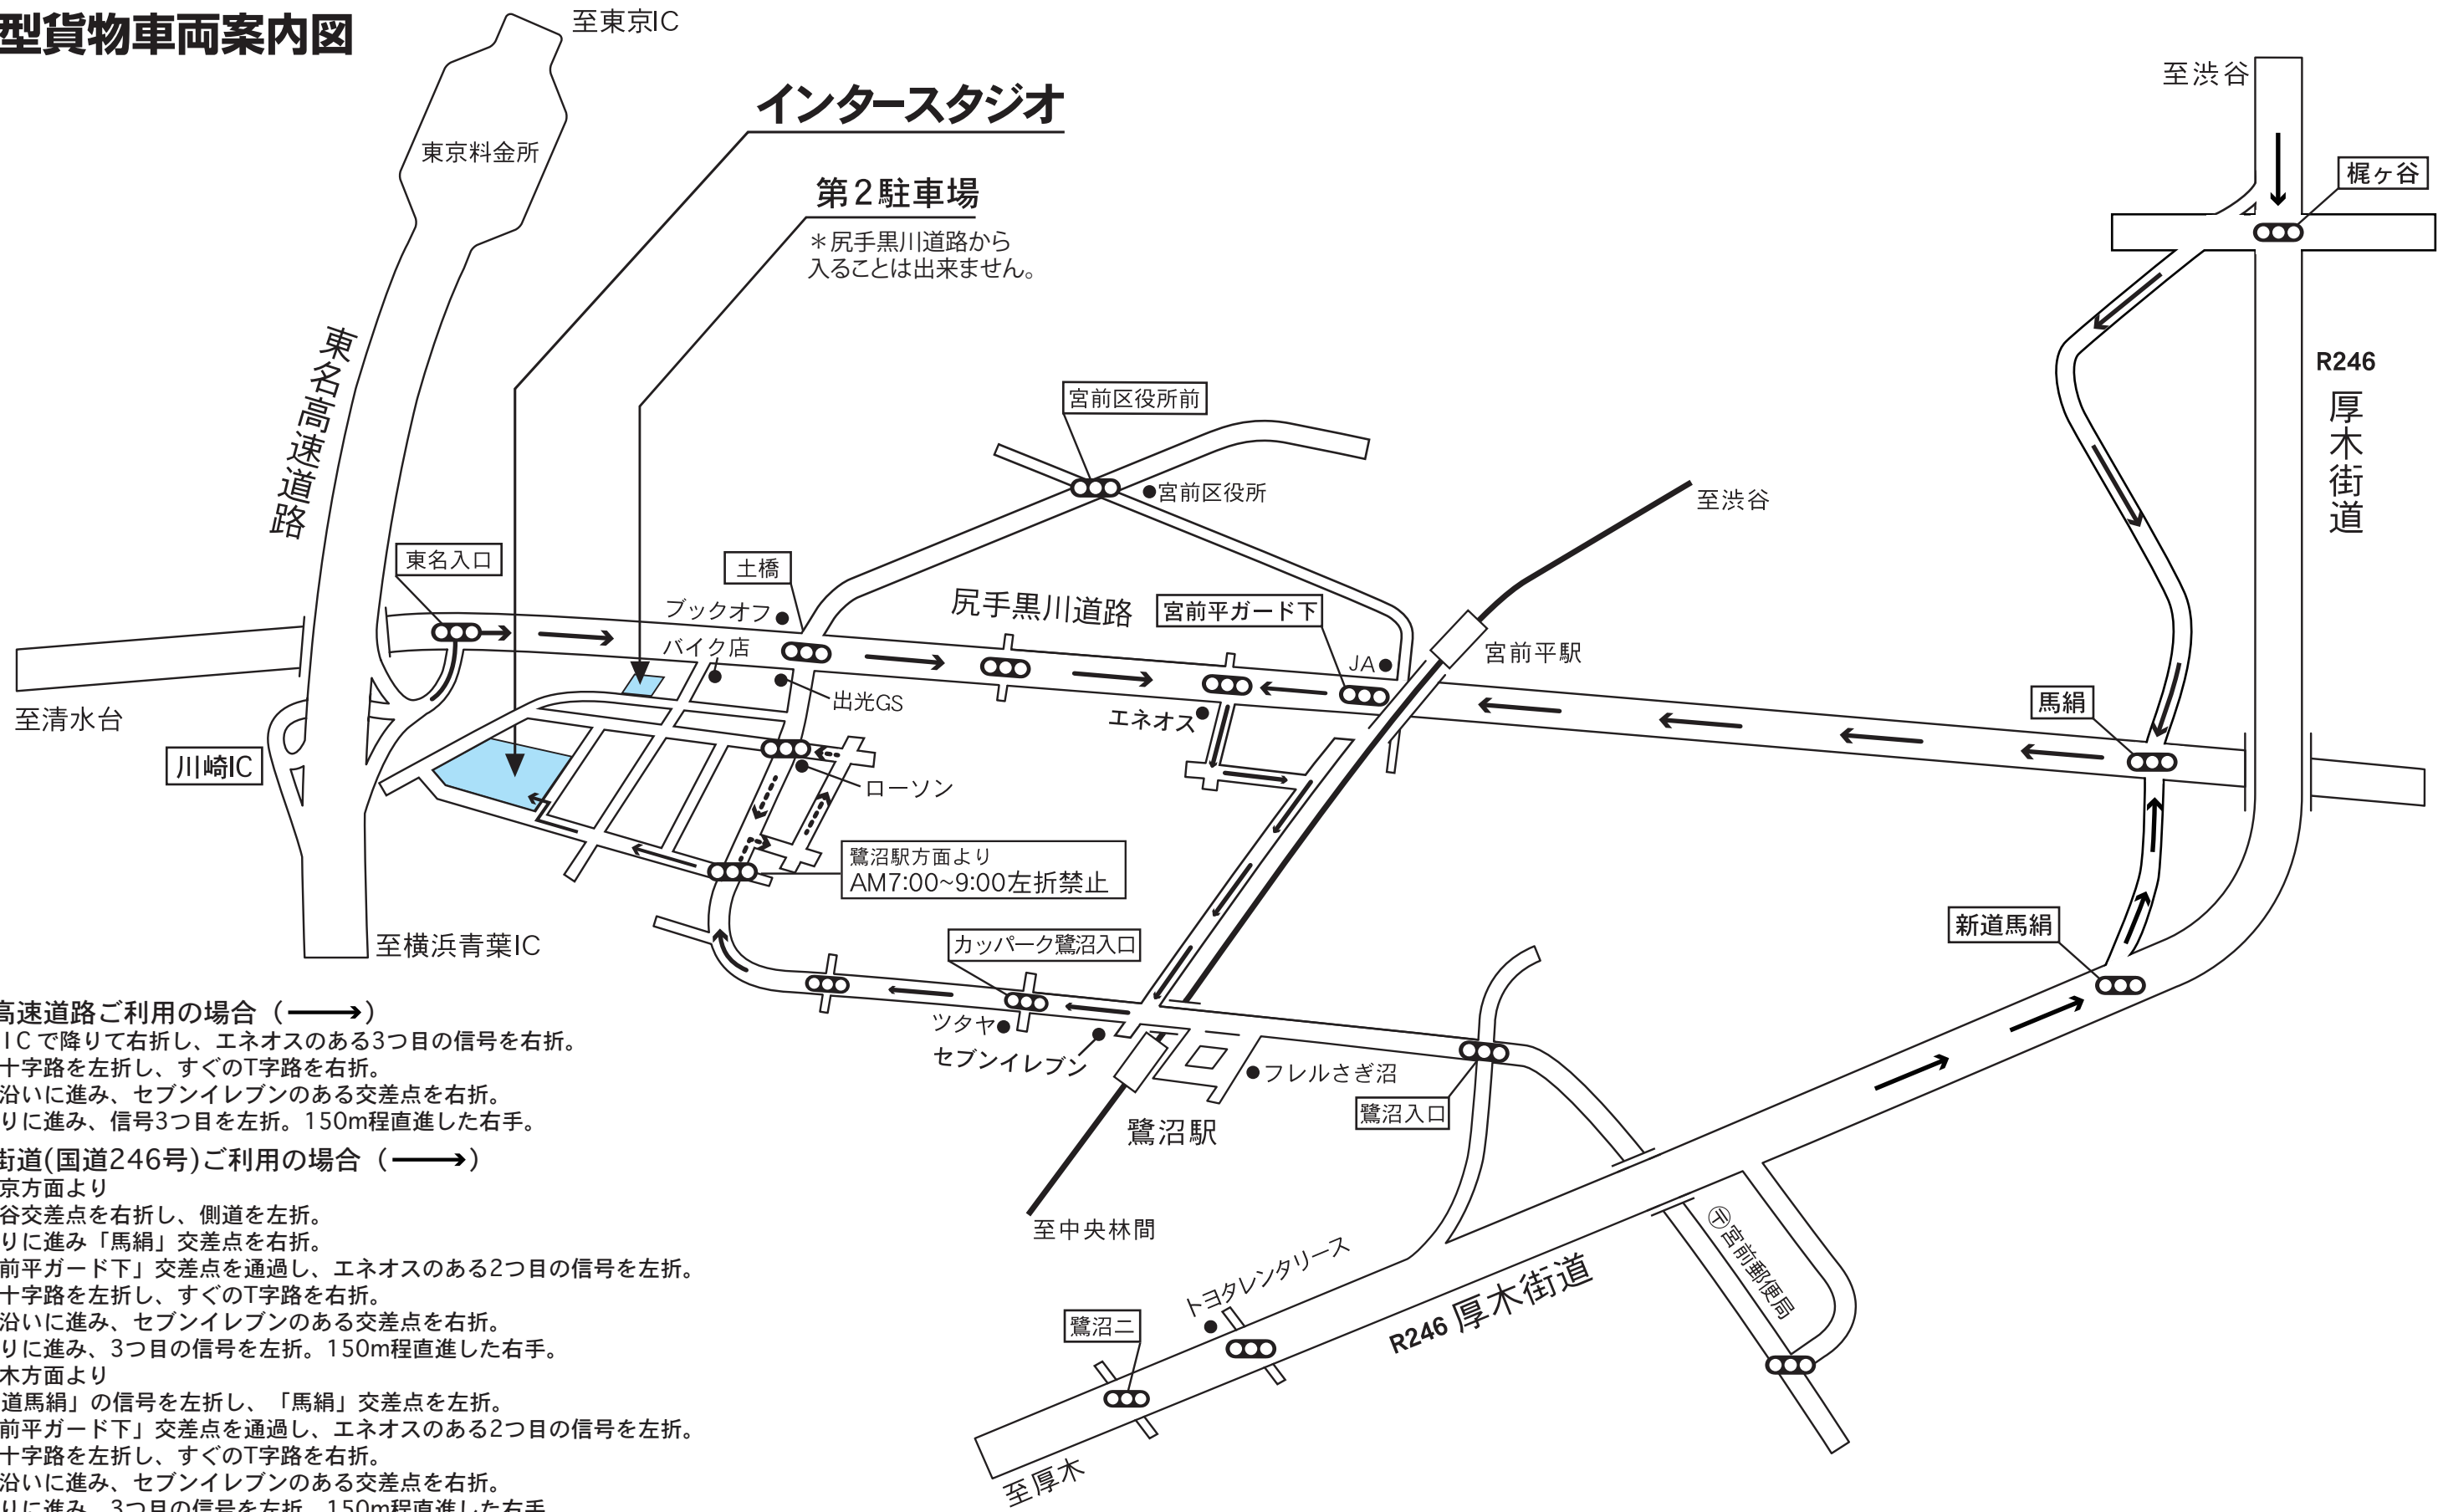 型貨物車両案内図
至東京IC
東京料金所
インタースタジオ
第2駐車場
＊尻手黒川道路から
入ることは出来ません。
至渋谷
梶ヶ谷
R246
厚木街道
東名高速道路
宮前区役所前
宮前区役所
至渋谷
東名入口
土橋
ブックオフ
バイク店
尻手黒川道路
宮前平ガード下
JA
宮前平駅
出光GS
エネオス
馬絹
至清水台
川崎IC
ローソン
鷺沼駅方面より
AM7:00~9:00左折禁止
至横浜青葉IC
カッパーク鷺沼入口
新道馬絹
ツタヤ
セブンイレブン
フレルさぎ沼
鷺沼入口
鷺沼駅
至中央林間
〒宮前郵便局
トヨタレンタリース
鷺沼二
R246 厚木街道
至厚木
高速道路ご利用の場合（→）
ICで降りて右折し、エネオスのある3つ目の信号を右折。
十字路を左折し、すぐのT字路を右折。
沿いに進み、セブンイレブンのある交差点を右折。
りに進み、信号3つ目を左折。150m程直進した右手。
街道(国道246号)ご利用の場合（→）
京方面より
谷交差点を右折し、側道を左折。
りに進み「馬絹」交差点を右折。
前平ガード下」交差点を通過し、エネオスのある2つ目の信号を左折。
十字路を左折し、すぐのT字路を右折。
沿いに進み、セブンイレブンのある交差点を右折。
りに進み、3つ目の信号を左折。150m程直進した右手。
木方面より
道馬絹」の信号を左折し、「馬絹」交差点を左折。
前平ガード下」交差点を通過し、エネオスのある2つ目の信号を左折。
十字路を左折し、すぐのT字路を右折。
沿いに進み、セブンイレブンのある交差点を右折。
りに進み、3つ目の信号を左折。150m程直進した右手